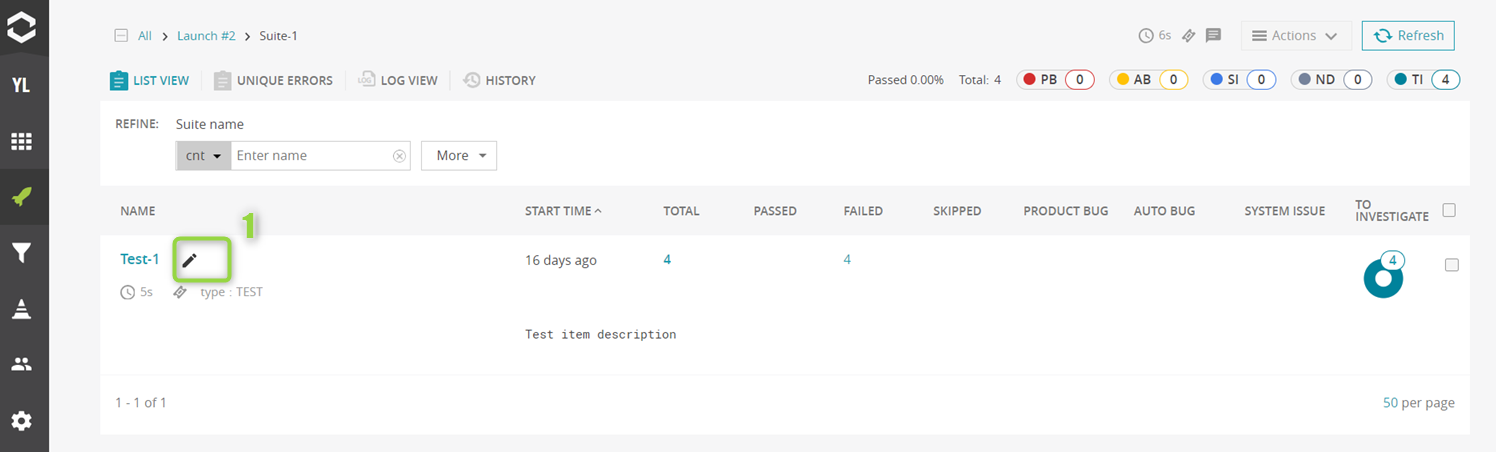 All > Launch #2 > Suite-1
6s
Actions
Refresh
YL
LIST VIEW
UNIQUE ERRORS
LOG
LOG VIEW
HISTORY
Passed 0.00% Total: 4
PB 0
AB 0
SI 0
ND 0
TI 4
REFINE: Suite name
cnt
Enter name
More
NAME
1
START TIME
TOTAL
PASSED
FAILED
SKIPPED
PRODUCT BUG
AUTO BUG
SYSTEM ISSUE
TO
INVESTIGATE
Test-1
16 days ago
4
4
4
5s
type : TEST
Test item description
1 - 1 of 1
50 per page